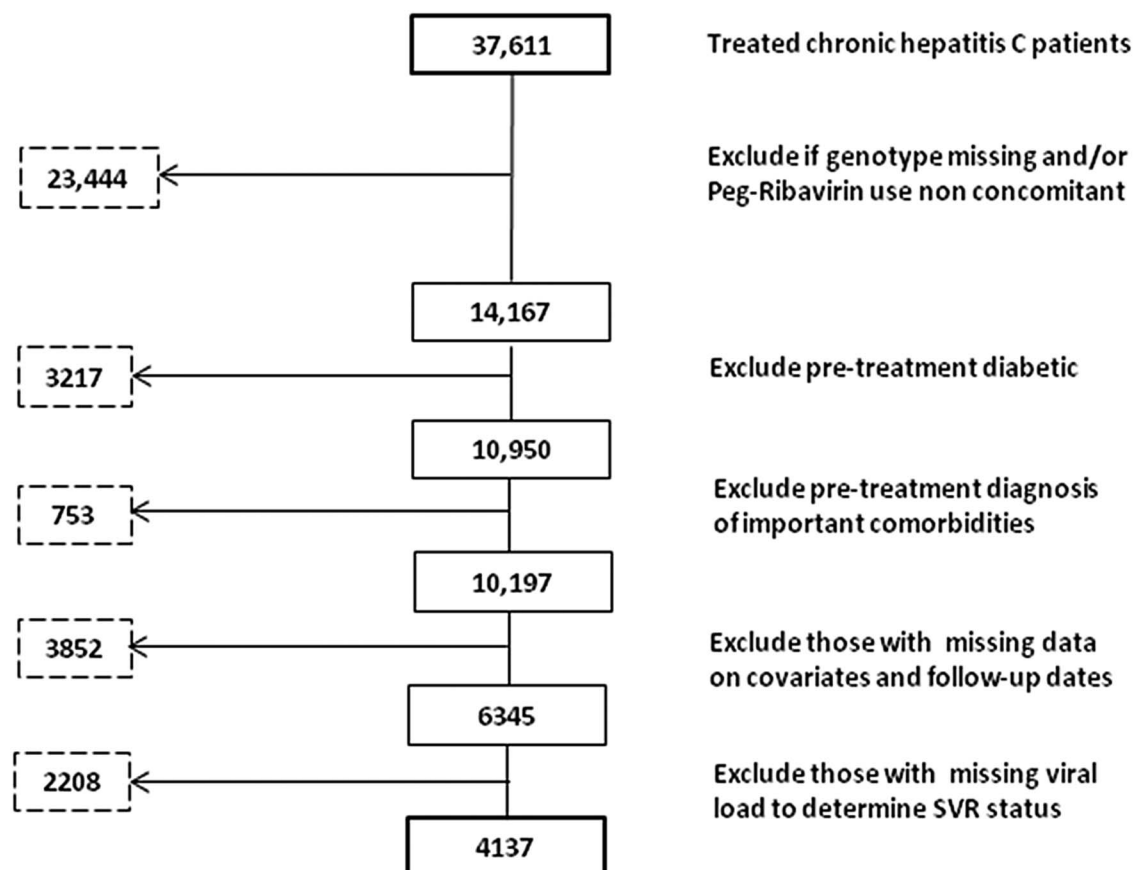 37,611
Treated chronic hepatitis C patients
23,444
Exclude if genotype missing and/or
Peg-Ribavirin use non concomitant
14,167
3217
Exclude pre-treatment diabetic
10,950
753
Exclude pre-treatment diagnosis
of important comorbidities
10,197
3852
Exclude those with missing data
on covariates and follow-up dates
6345
2208
Exclude those with missing viral
load to determine SVR status
4137